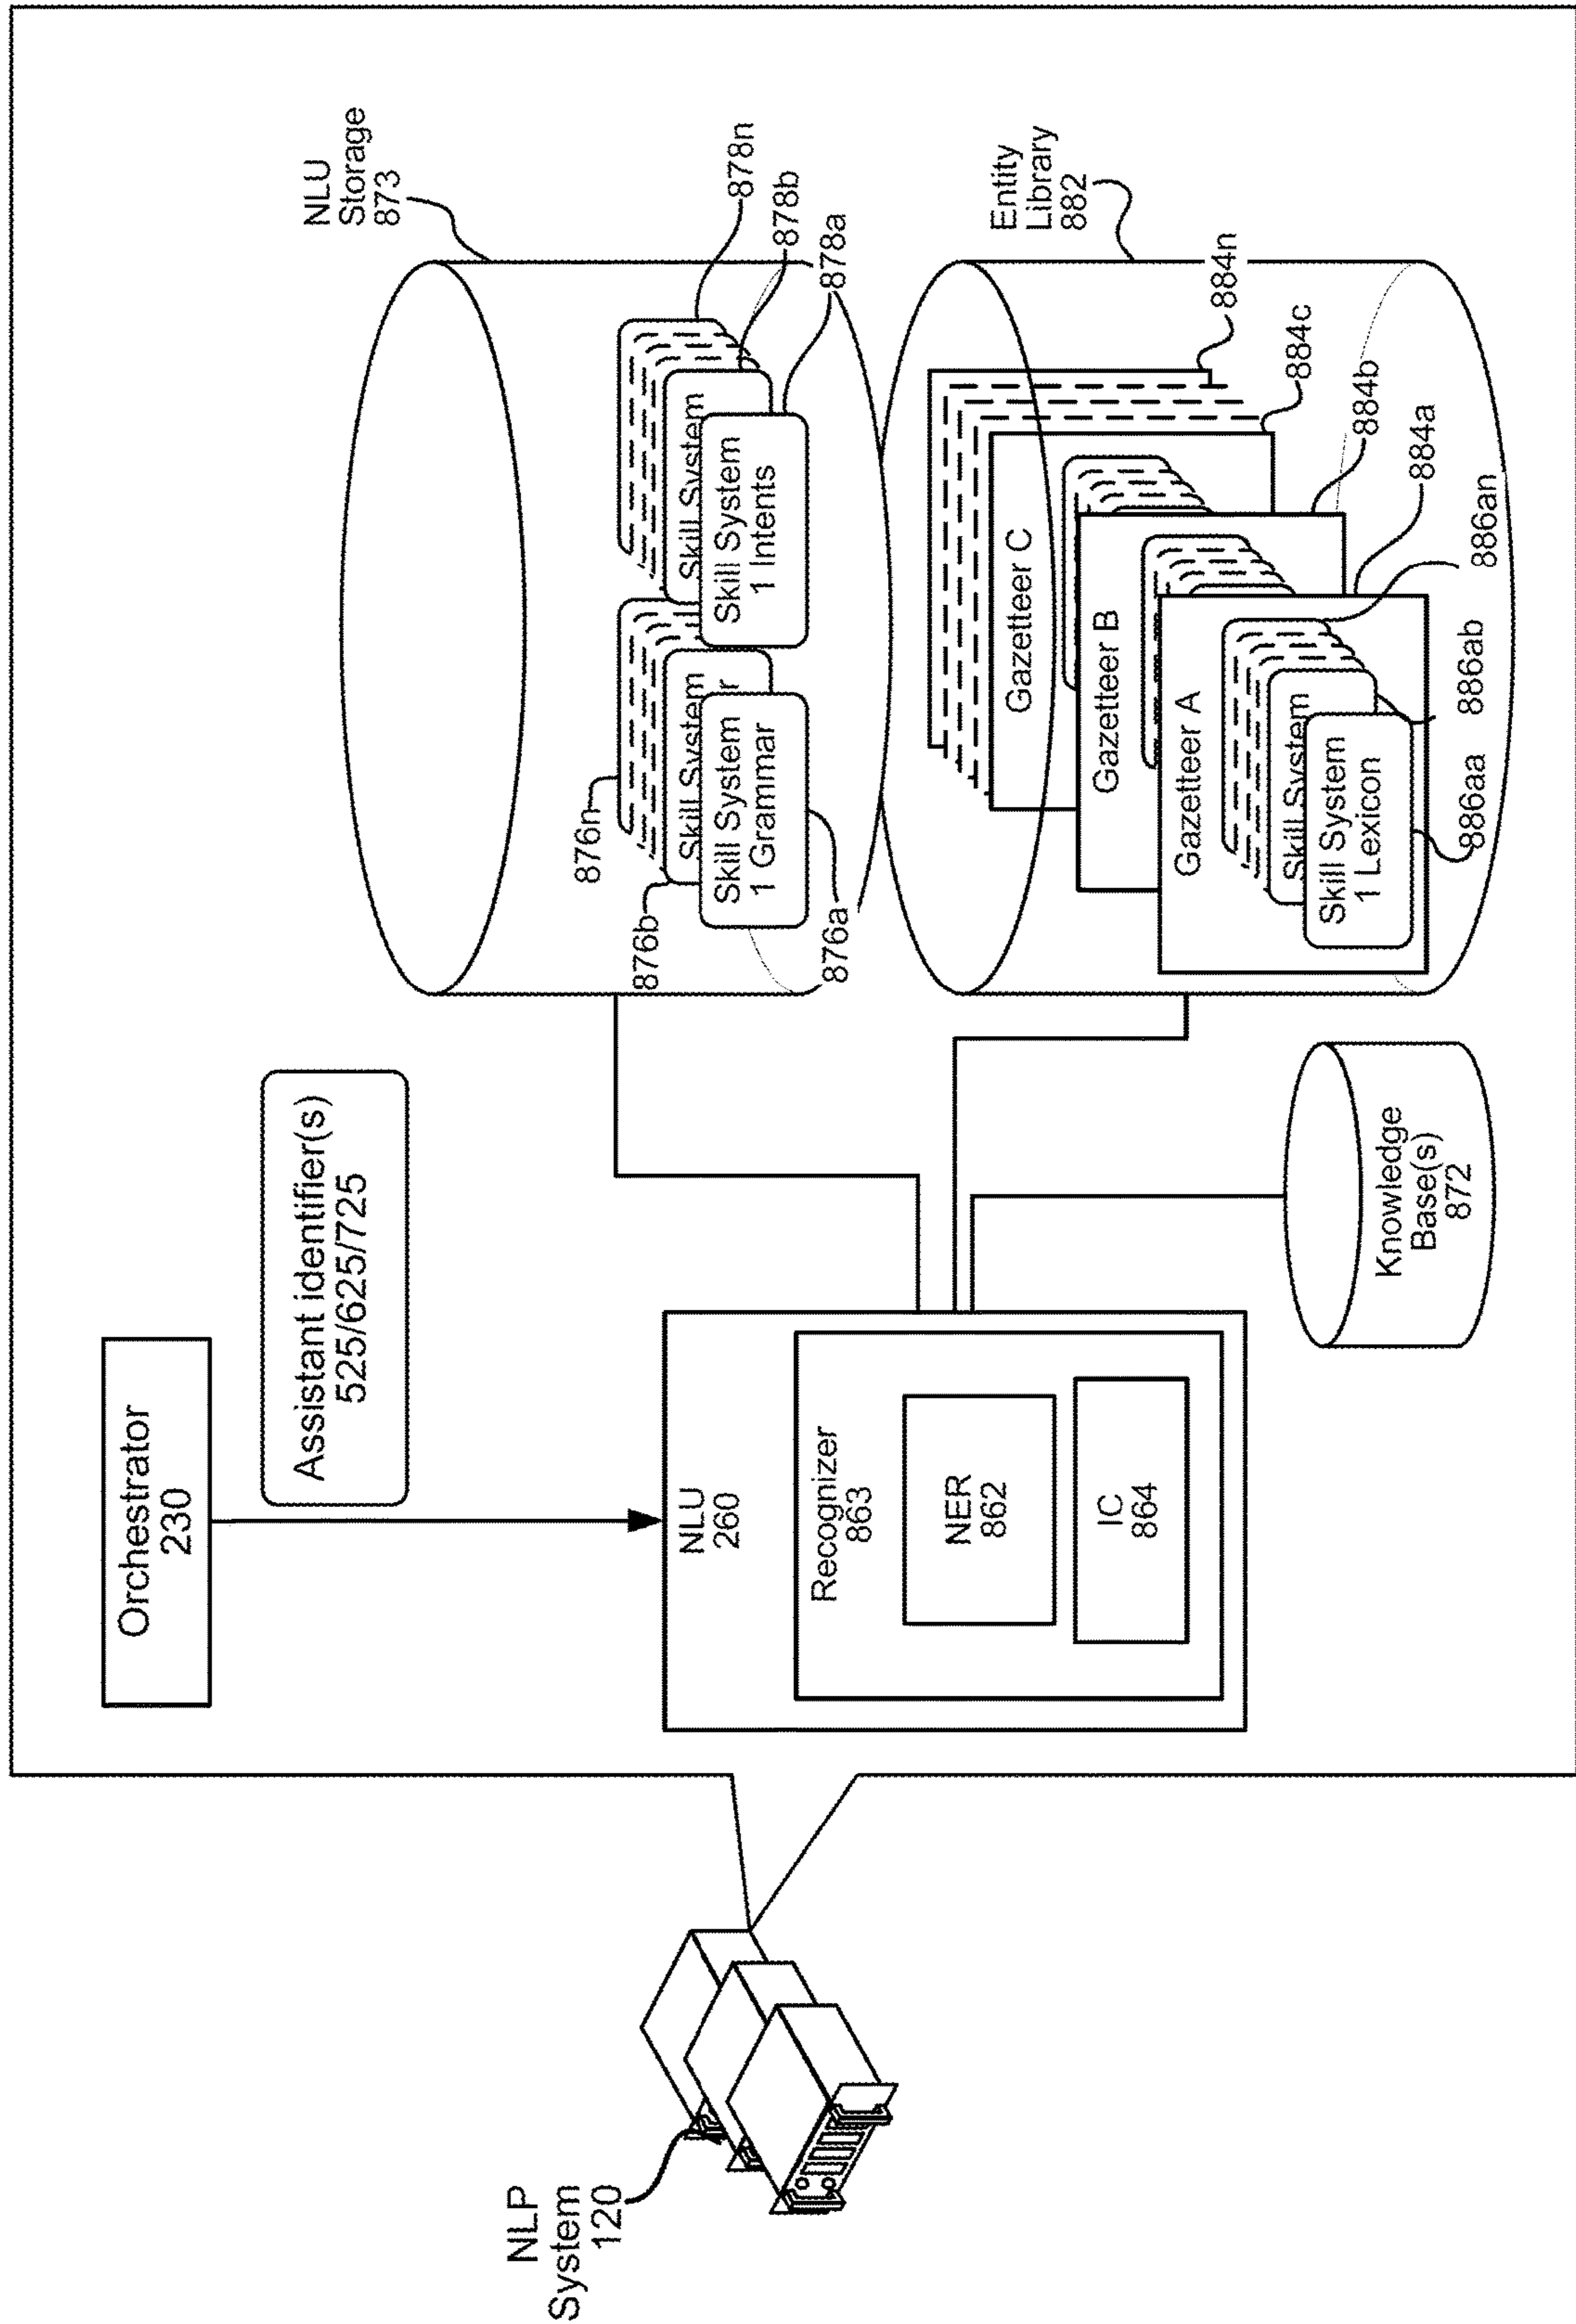 NLP
System
120
Orchestrator
230
Assistant identifier(s)
525/625/725
NLU
260
Recognizer
863
NER
862
IC
864
Knowledge
Base(s)
872
NLU
Storage
873
876n
876b
876a
Skill System
r
Skill System
1 Grammar
878n
878b
878a
Skill System
Skill System
1 Intents
Entity
Library
882
884n
884c
884b
884a
Gazetteer C
Gazetteer B
Gazetteer A
Skill System
Skill System
1 Lexicon
886an
886ab
886aa